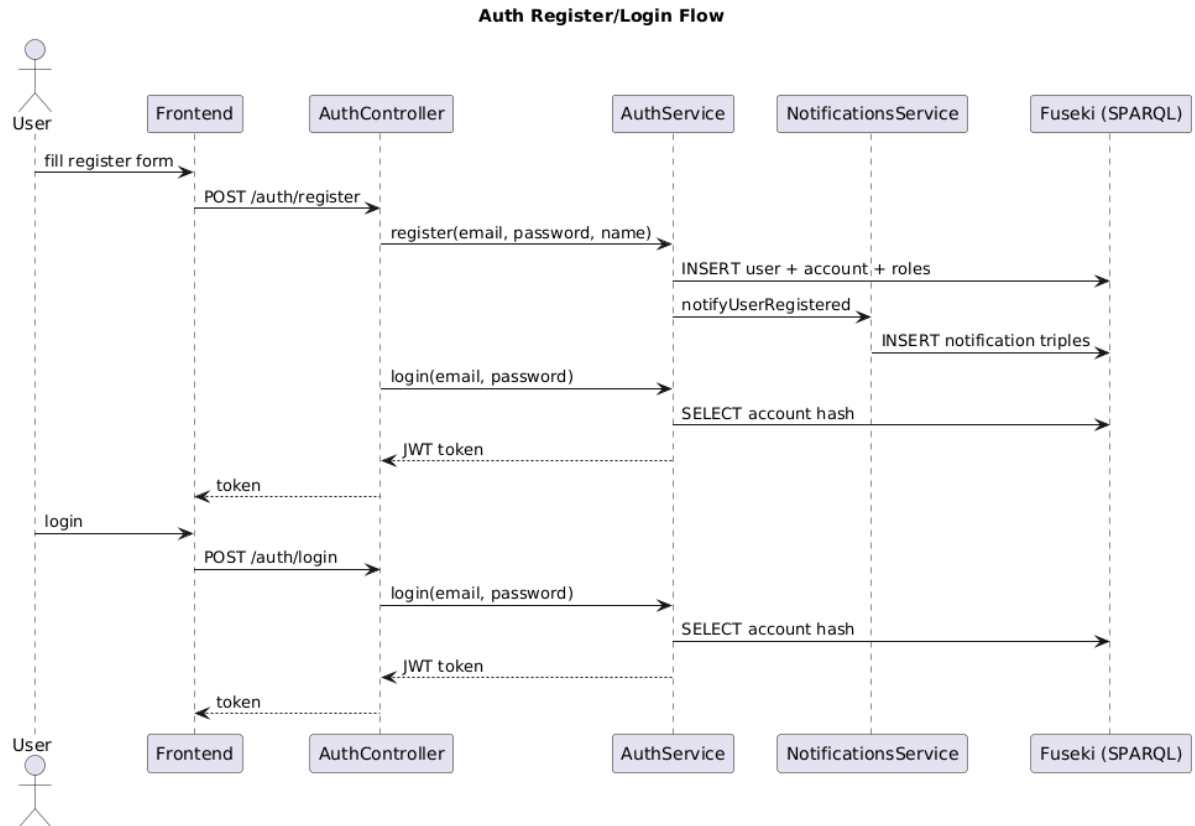 Auth Register/Login Flow
User
Frontend
AuthController
AuthService
NotificationsService
Fuseki (SPARQL)
fill register form
POST /auth/register
register(email, password, name)
INSERT user + account + roles
notifyUserRegistered
INSERT notification triples
login(email, password)
SELECT account hash
JWT token
token
login
POST /auth/login
login(email, password)
SELECT account hash
JWT token
token
User
Frontend
AuthController
AuthService
NotificationsService
Fuseki (SPARQL)